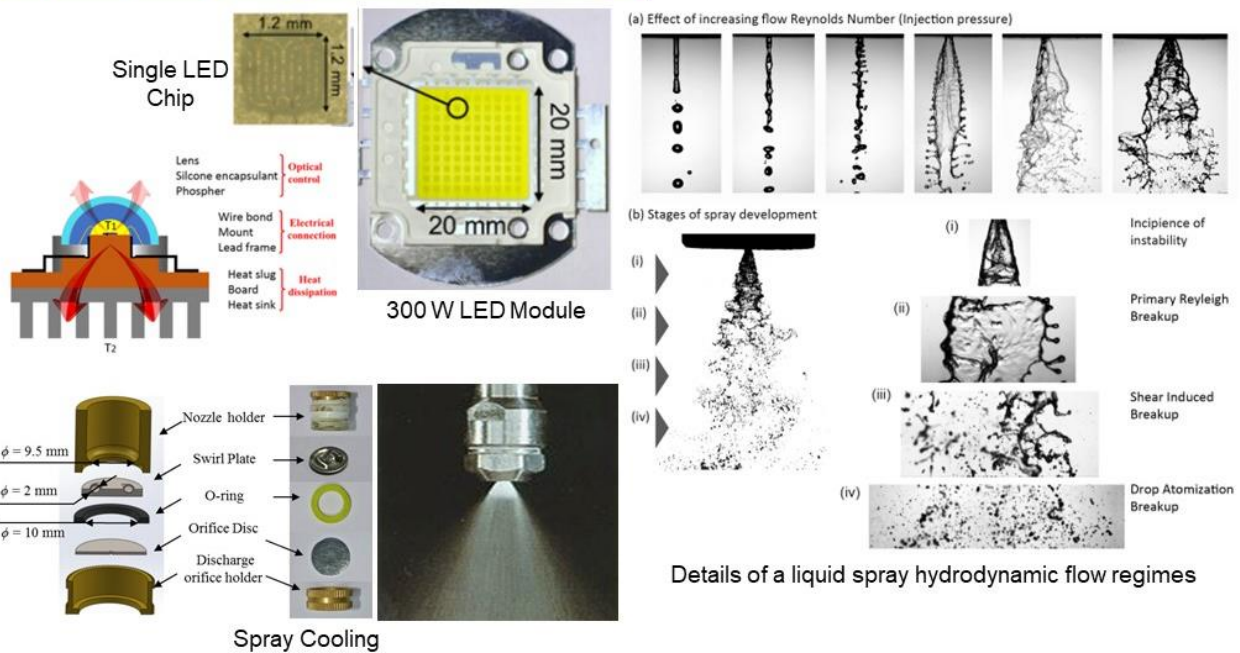 1.2 mm
1.2 mm
Single LED
Chip
20 mm
20 mm
Lens
Silcone encapsulant
Phospher
Optical
control
Wire bond
Mount
Lead frame
Electrical
connection
Heat slug
Board
Heat sink
Heat
dissipation
T1
T2
300 W LED Module
Nozzle holder
ϕ = 9.5 mm
Swirl Plate
ϕ = 2 mm
O-ring
ϕ = 10 mm
Orifice Disc
Discharge
orifice holder
Spray Cooling
(a) Effect of increasing flow Reynolds Number (Injection pressure)
(b) Stages of spray development
(i)
(ii)
(iii)
(iv)
(i)
Incipience of
instability
(ii)
Primary Reyleigh
Breakup
(iii)
Shear Induced
Breakup
(iv)
Drop Atomization
Breakup
Details of a liquid spray hydrodynamic flow regimes